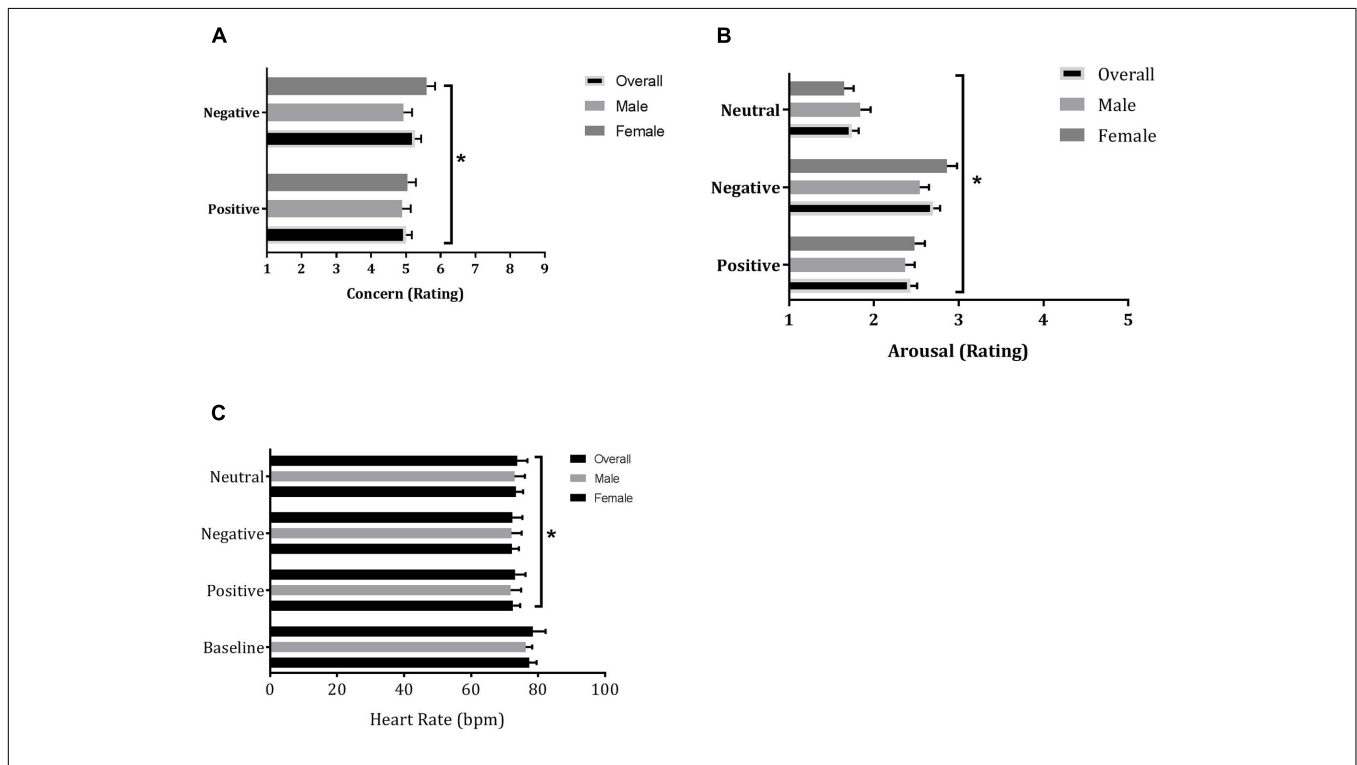 A
Negative
Positive
*
1 2 3 4 5 6 7 8 9
Concern (Rating)
Overall
Male
Female
B
Neutral
Negative
Positive
*
1 2 3 4 5
Arousal (Rating)
Overall
Male
Female
C
Neutral
Negative
Positive
Baseline
*
0 20 40 60 80 100
Heart Rate (bpm)
Overall
Male
Female